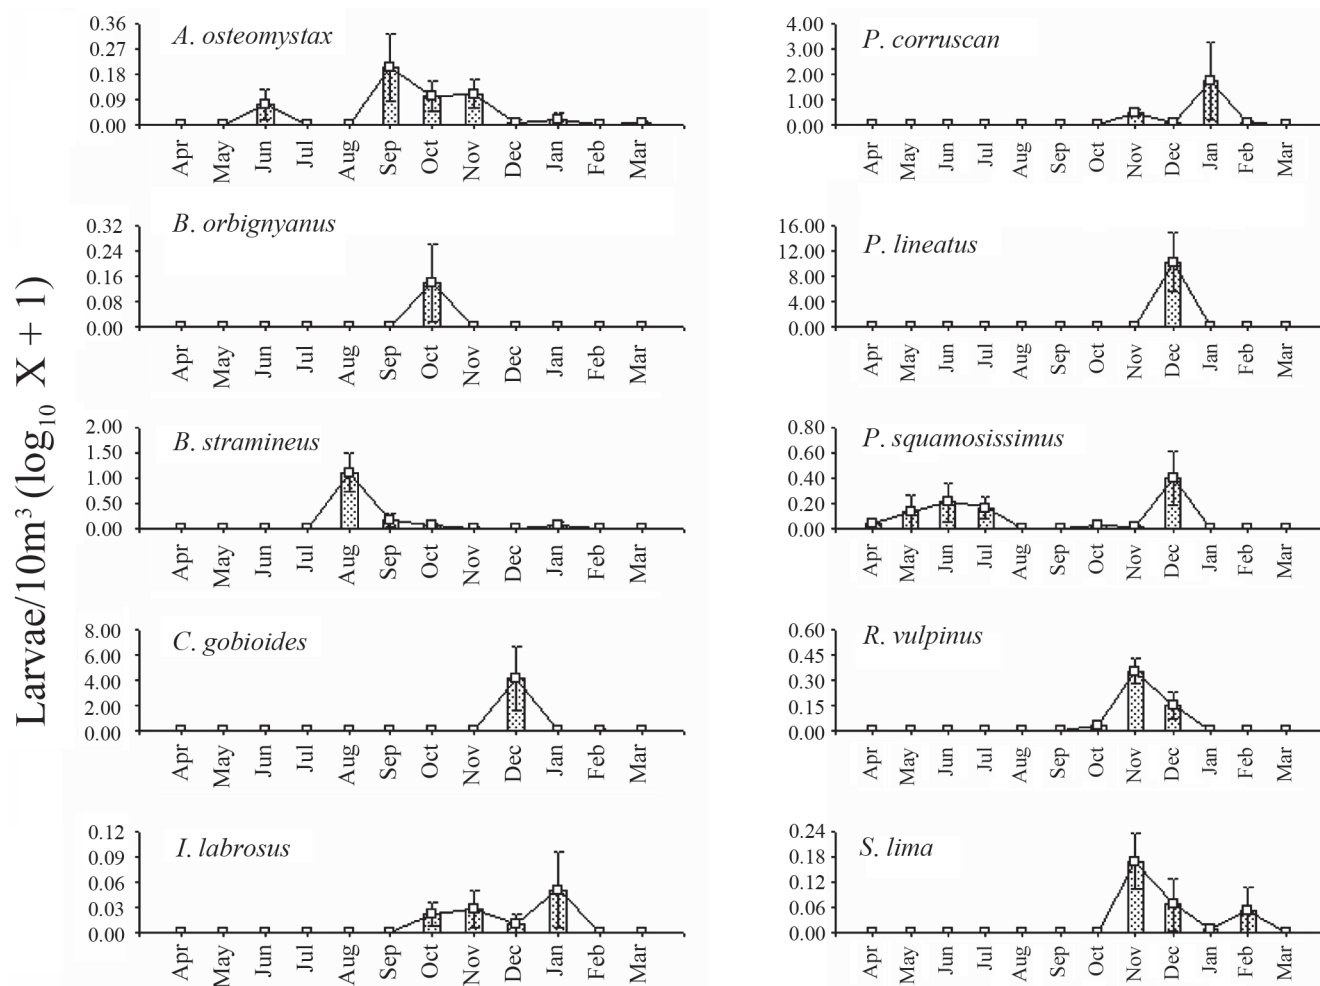 Larvae/10m³ (log₁₀ X + 1)
A. osteomystax
0.36
0.27
0.18
0.09
0.00
Apr May Jun Jul Aug Sep Oct Nov Dec Jan Feb Mar
B. orbignyanus
0.32
0.24
0.16
0.08
0.00
Apr May Jun Jul Aug Sep Oct Nov Dec Jan Feb Mar
B. stramineus
2.00
1.50
1.00
0.50
0.00
Apr May Jun Jul Aug Sep Oct Nov Dec Jan Feb Mar
C. gobioides
8.00
6.00
4.00
2.00
0.00
Apr May Jun Jul Aug Sep Oct Nov Dec Jan Feb Mar
I. labrosus
0.12
0.09
0.06
0.03
0.00
Apr May Jun Jul Aug Sep Oct Nov Dec Jan Feb Mar
P. corruscan
4.00
3.00
2.00
1.00
0.00
Apr May Jun Jul Aug Sep Oct Nov Dec Jan Feb Mar
P. lineatus
16.00
12.00
8.00
4.00
0.00
Apr May Jun Jul Aug Sep Oct Nov Dec Jan Feb Mar
P. squamosissimus
0.80
0.60
0.40
0.20
0.00
Apr May Jun Jul Aug Sep Oct Nov Dec Jan Feb Mar
R. vulpinus
0.60
0.45
0.30
0.15
0.00
Apr May Jun Jul Aug Sep Oct Nov Dec Jan Feb Mar
S. lima
0.24
0.18
0.12
0.06
0.00
Apr May Jun Jul Aug Sep Oct Nov Dec Jan Feb Mar